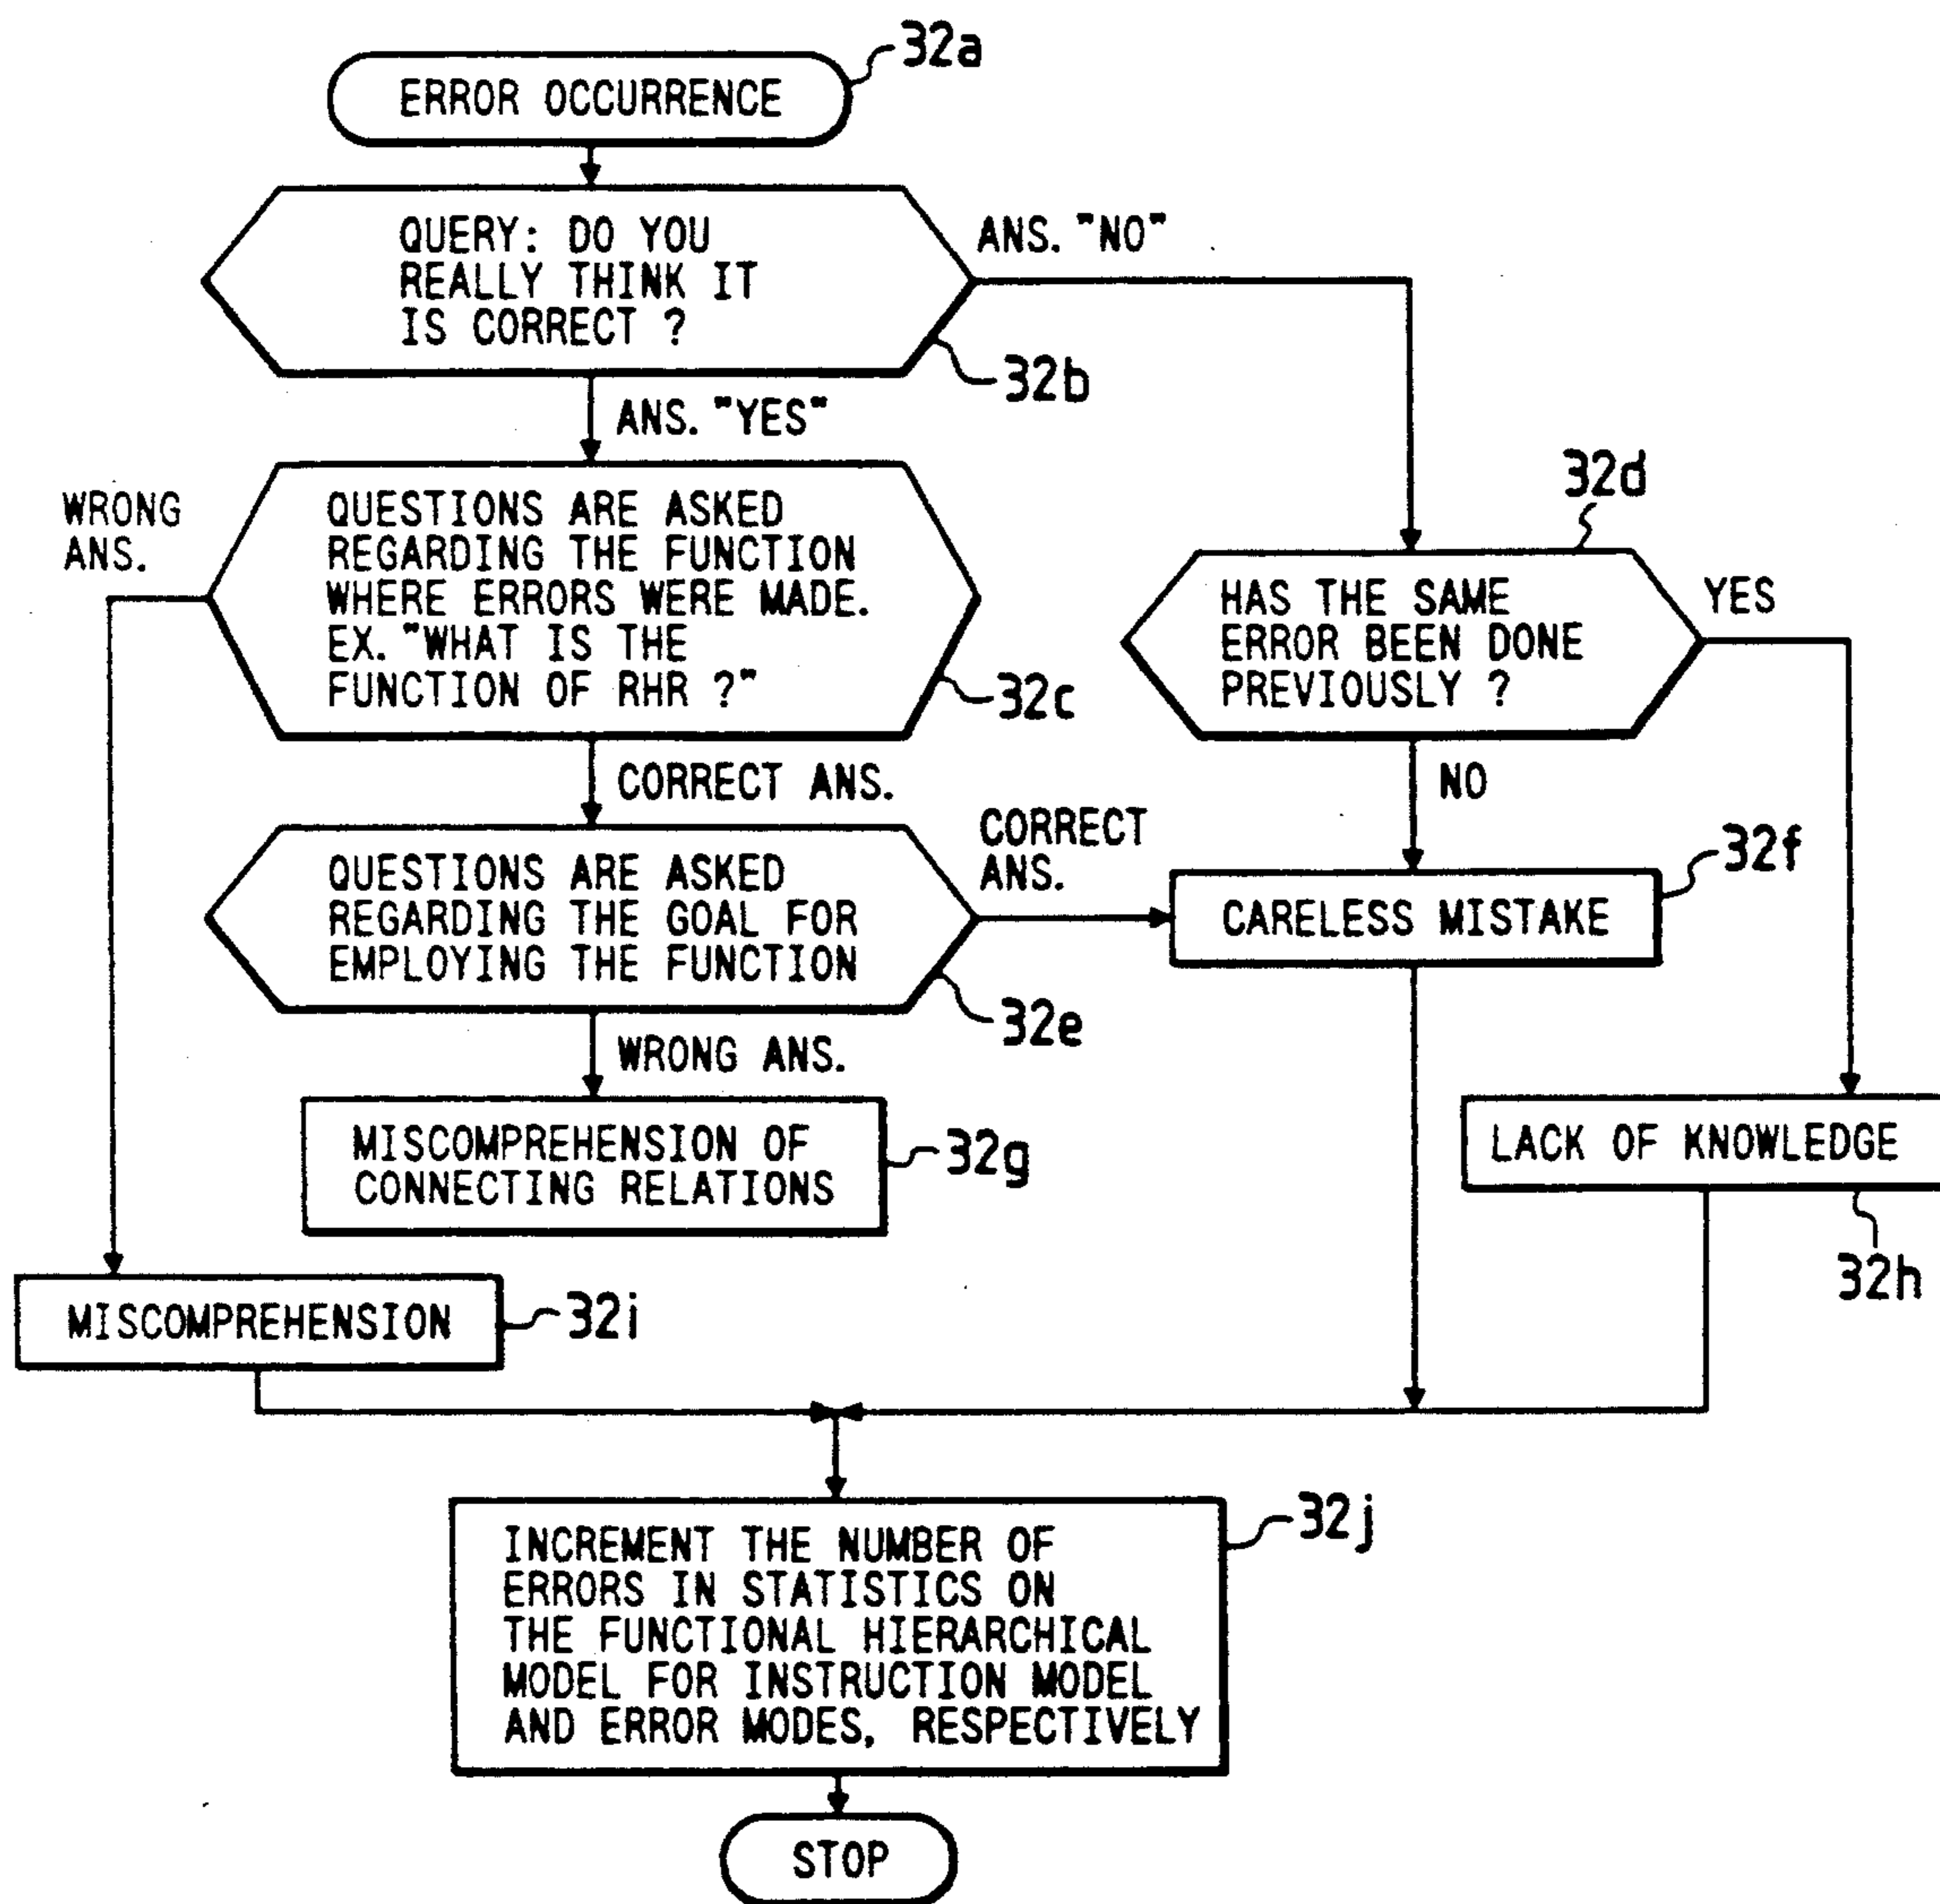 32a
ERROR OCCURRENCE
QUERY: DO YOU
REALLY THINK IT
IS CORRECT ?
ANS. "NO"
32b
ANS. "YES"
WRONG
ANS.
QUESTIONS ARE ASKED
REGARDING THE FUNCTION
WHERE ERRORS WERE MADE.
EX. "WHAT IS THE
FUNCTION OF RHR ?"
32c
32d
HAS THE SAME
ERROR BEEN DONE
PREVIOUSLY ?
YES
CORRECT ANS.
NO
QUESTIONS ARE ASKED
REGARDING THE GOAL FOR
EMPLOYING THE FUNCTION
CORRECT
ANS.
32e
CARELESS MISTAKE
32f
WRONG ANS.
MISCOMPREHENSION OF
CONNECTING RELATIONS
32g
LACK OF KNOWLEDGE
32h
MISCOMPREHENSION
32i
INCREMENT THE NUMBER OF
ERRORS IN STATISTICS ON
THE FUNCTIONAL HIERARCHICAL
MODEL FOR INSTRUCTION MODEL
AND ERROR MODES, RESPECTIVELY
32j
STOP